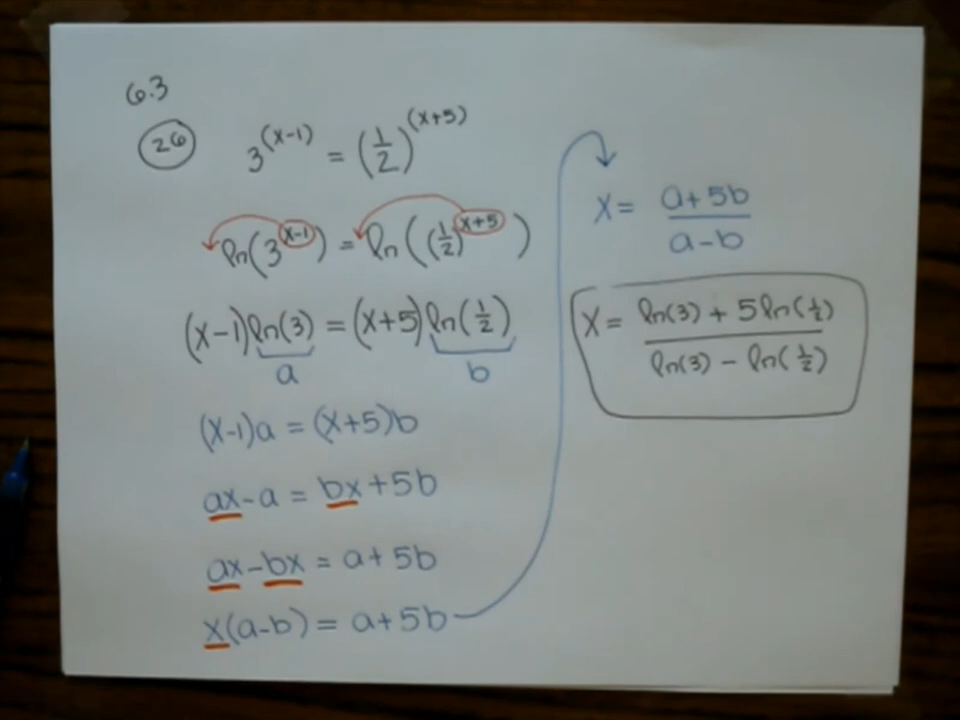 6.3
26
3^(x-1) = (1/2)^(x+5)
ln(3^(x-1)) = ln((1/2)^(x+5))
(x-1)ln(3) = (x+5)ln(1/2)
a b
(x-1)a = (x+5)b
ax-a = bx+5b
ax-bx = a+5b
x(a-b) = a+5b
x = (a+5b)/(a-b)
x = (ln(3) + 5ln(1/2))/(ln(3) - ln(1/2))